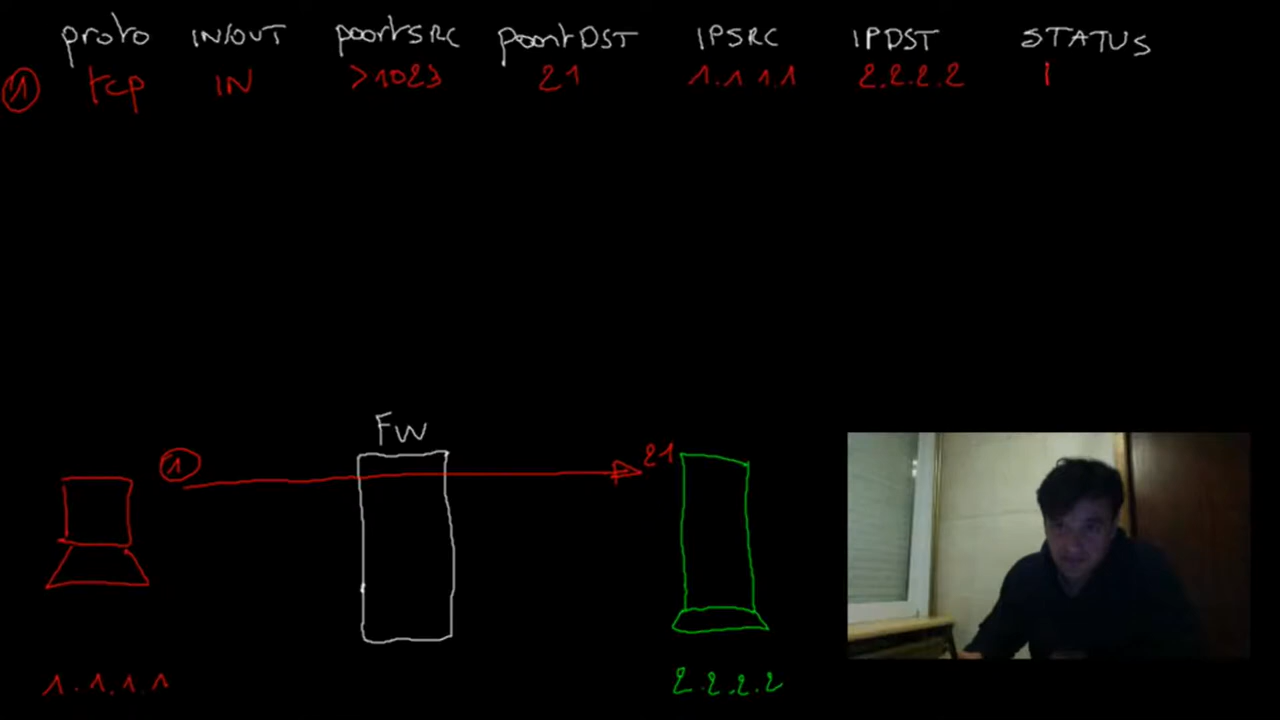 proto IN/OUT poortSRC poortDST IPSRC IPDST STATUS
1 tcp IN >1023 21 1.1.1.1 2.2.2.2 i
FW
1 21
1.1.1.1 2.2.2.2